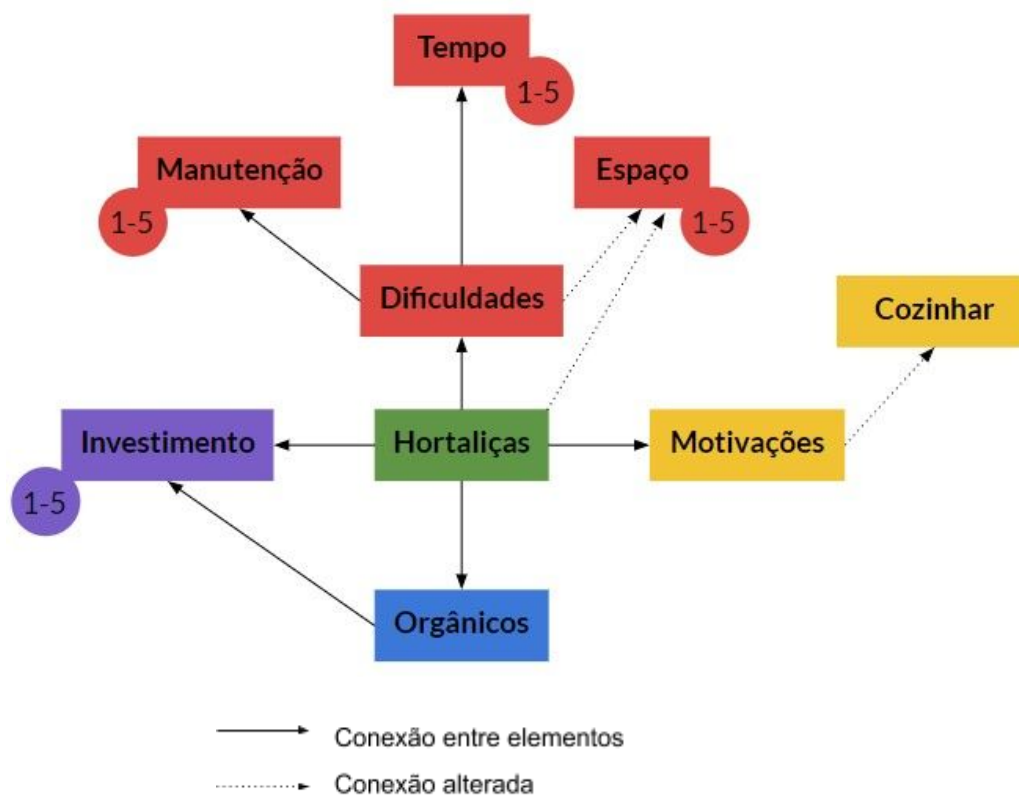 Tempo
1-5
Manutenção
1-5
Espaço
1-5
Dificuldades
Cozinhar
Investimento
1-5
Hortaliças
Motivações
Orgânicos
Conexão entre elementos
Conexão alterada